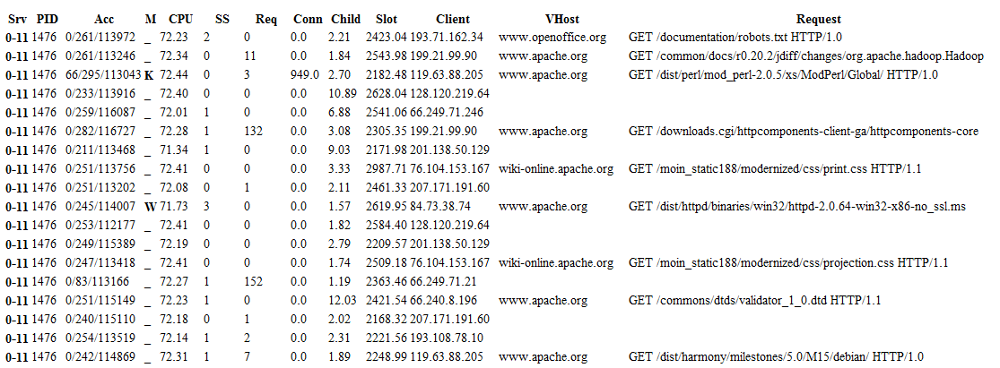 Srv PID Acc M CPU SS Req Conn Child Slot Client VHost Request
0-11 1476 0/261/113972 _ 72.23 2 0 0.0 2.21 2423.04 193.71.162.34 www.openoffice.org GET /documentation/robots.txt HTTP/1.0
0-11 1476 0/261/113246 _ 72.34 0 11 0.0 1.84 2543.98 199.21.99.90 www.apache.org GET /common/docs/r0.20.2/jdiff/changes/org.apache.hadoop.Hadoop
0-11 1476 66/295/113043 K 72.44 0 3 949.0 2.70 2182.48 119.63.88.205 www.apache.org GET /dist/perl/mod_perl-2.0.5/xs/ModPerl/Global/ HTTP/1.0
0-11 1476 0/233/113916 _ 72.40 0 0 0.0 10.89 2628.04 128.120.219.64
0-11 1476 0/259/116087 _ 72.01 1 0 0.0 6.88 2541.06 66.249.71.246
0-11 1476 0/282/116727 _ 72.28 1 132 0.0 3.08 2305.35 199.21.99.90 www.apache.org GET /downloads.cgi/httpcomponents-client-ga/httpcomponents-core
0-11 1476 0/211/113468 _ 71.34 1 0 0.0 9.03 2171.98 201.138.50.129
0-11 1476 0/251/113756 _ 72.41 0 0 0.0 3.33 2987.71 76.104.153.167 wiki-online.apache.org GET /moin_static188/modernized/css/print.css HTTP/1.1
0-11 1476 0/251/113202 _ 72.08 0 1 0.0 2.11 2461.33 207.171.191.60
0-11 1476 0/245/114007 W 71.73 3 0 0.0 1.57 2619.95 84.73.38.74 www.apache.org GET /dist/httpd/binaries/win32/httpd-2.0.64-win32-x86-no_ssl.ms
0-11 1476 0/253/112177 _ 72.41 0 0 0.0 1.82 2584.40 128.120.219.64
0-11 1476 0/249/115389 _ 72.19 0 0 0.0 2.79 2209.57 201.138.50.129
0-11 1476 0/247/113418 _ 72.41 0 0 0.0 1.74 2509.18 76.104.153.167 wiki-online.apache.org GET /moin_static188/modernized/css/projection.css HTTP/1.1
0-11 1476 0/83/113166 _ 72.27 1 152 0.0 1.19 2363.46 66.249.71.21
0-11 1476 0/251/115149 _ 72.23 1 0 0.0 12.03 2421.54 66.240.8.196 www.apache.org GET /commons/dtds/validator_1_0.dtd HTTP/1.1
0-11 1476 0/240/115110 _ 72.18 0 1 0.0 2.02 2168.32 207.171.191.60
0-11 1476 0/254/113519 _ 72.14 1 2 0.0 2.31 2221.56 193.108.78.10
0-11 1476 0/242/114869 _ 72.31 1 7 0.0 1.89 2248.99 119.63.88.205 www.apache.org GET /dist/harmony/milestones/5.0/M15/debian/ HTTP/1.0